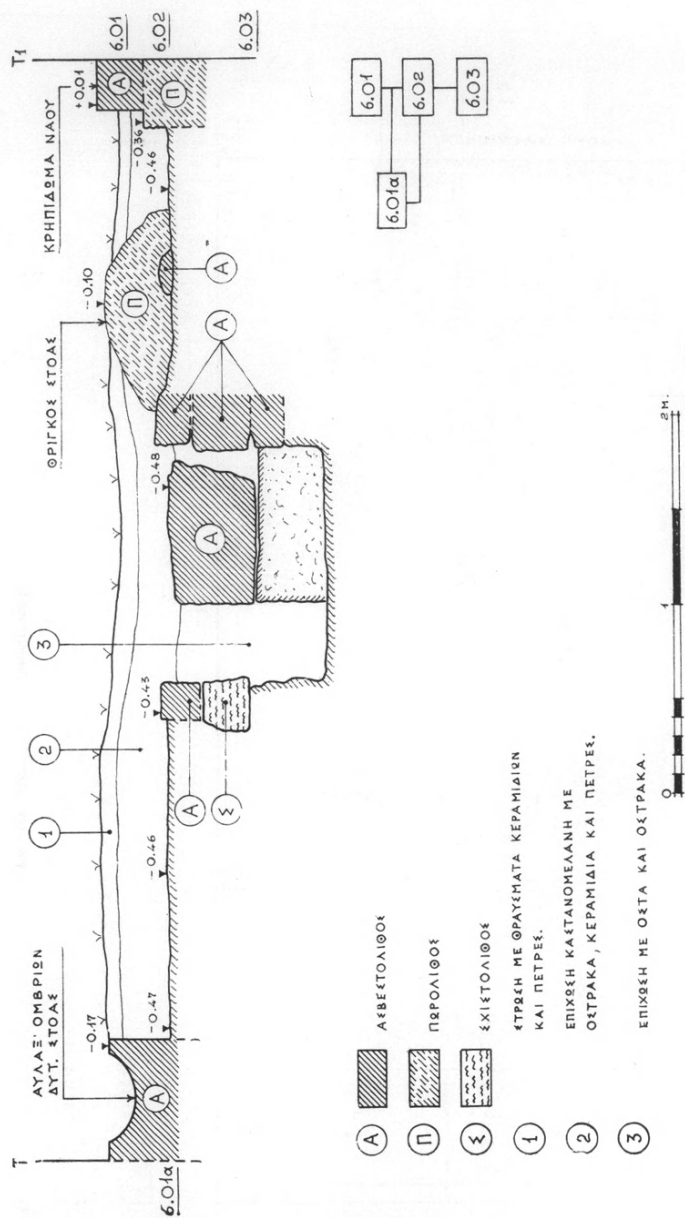 T
T1
ΑΥΛΑΞ ΟΜΒΡΙΩΝ
ΔΥΤ. ΣΤΟΑΣ
ΘΡΙΓΚΟΣ ΣΤΟΑΣ
ΚΡΗΠΙΔΩΜΑ ΝΑΟΥ
6.01
6.02
6.03
6.01α
1
2
3
-0.17
-0.47
-0.46
-0.43
-0.48
-0.10
-0.46
-0.36
+0.01
Α
Α
Σ
Α
Α
Α
Π
Α
Π
6.01
6.02
6.03
6.01α
Α ΑΣΒΕΣΤΟΛΙΘΟΣ
Π ΠΩΡΟΛΙΘΟΣ
Σ ΣΧΙΣΤΟΛΙΘΟΣ
1 ΣΤΡΩΣΗ ΜΕ ΘΡΑΥΣΜΑΤΑ ΚΕΡΑΜΙΔΙΩΝ
ΚΑΙ ΠΕΤΡΕΣ.
2 ΕΠΙΧΩΣΗ ΚΑΣΤΑΝΟΜΕΛΑΝΗ ΜΕ
ΟΣΤΡΑΚΑ, ΚΕΡΑΜΙΔΙΑ ΚΑΙ ΠΕΤΡΕΣ.
3 ΕΠΙΧΩΣΗ ΜΕ ΟΣΤΑ ΚΑΙ ΟΣΤΡΑΚΑ.
0 1 2 Μ.